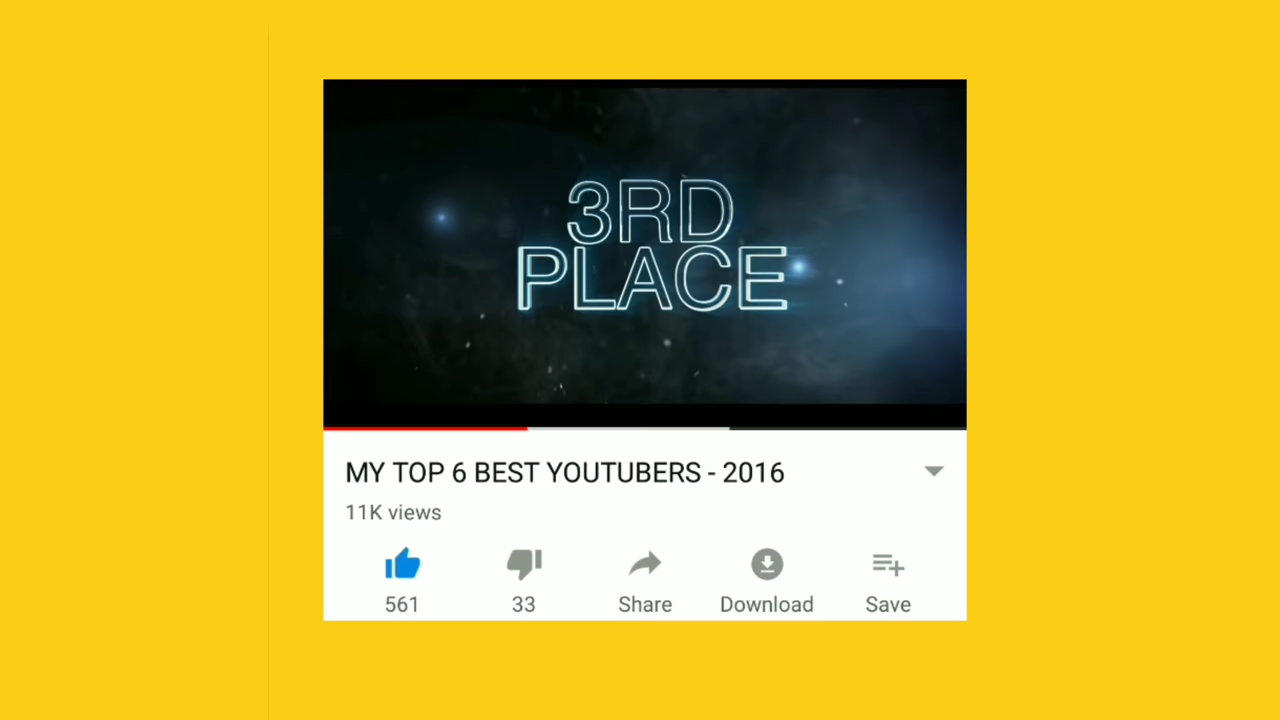 3RD
PLACE
MY TOP 6 BEST YOUTUBERS - 2016
11K views
561
33
Share
Download
Save